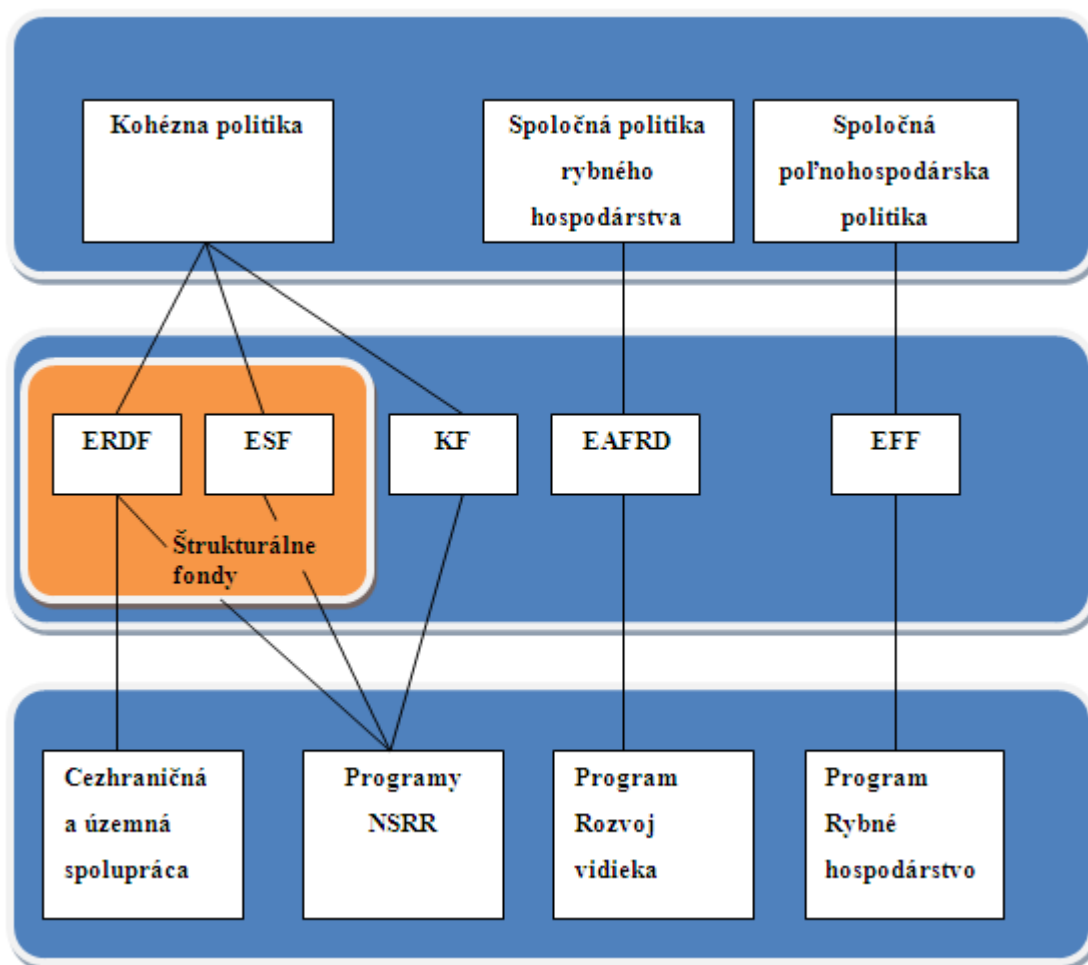 Kohézna politika
Spoločná politika
rybného
hospodárstva
Spoločná
poľnohospodárska
politika
ERDF
ESF
KF
EAFRD
EFF
Štrukturálne
fondy
Cezhraničná
a územná
spolupráca
Programy
NSRR
Program
Rozvoj
vidieka
Program
Rybné
hospodárstvo